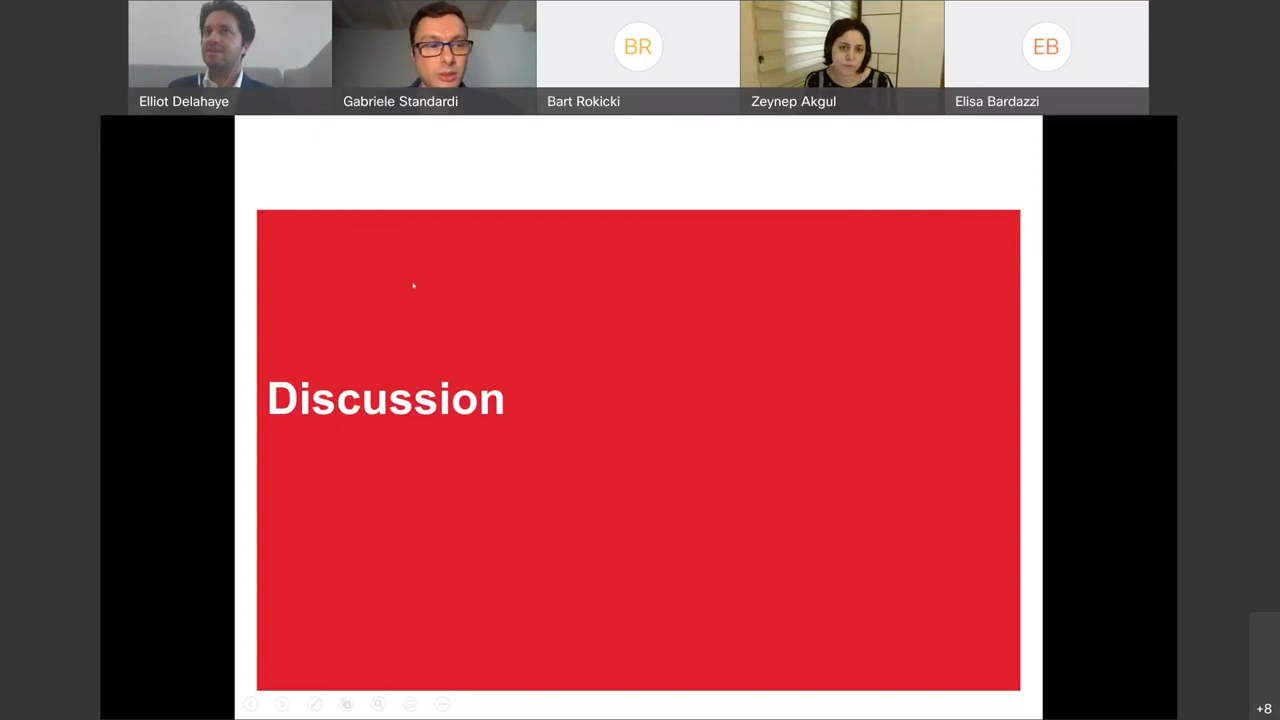 BR
EB
Elliot Delahaye
Gabriele Standardi
Bart Rokicki
Zeynep Akgul
Elisa Bardazzi
Discussion
+8